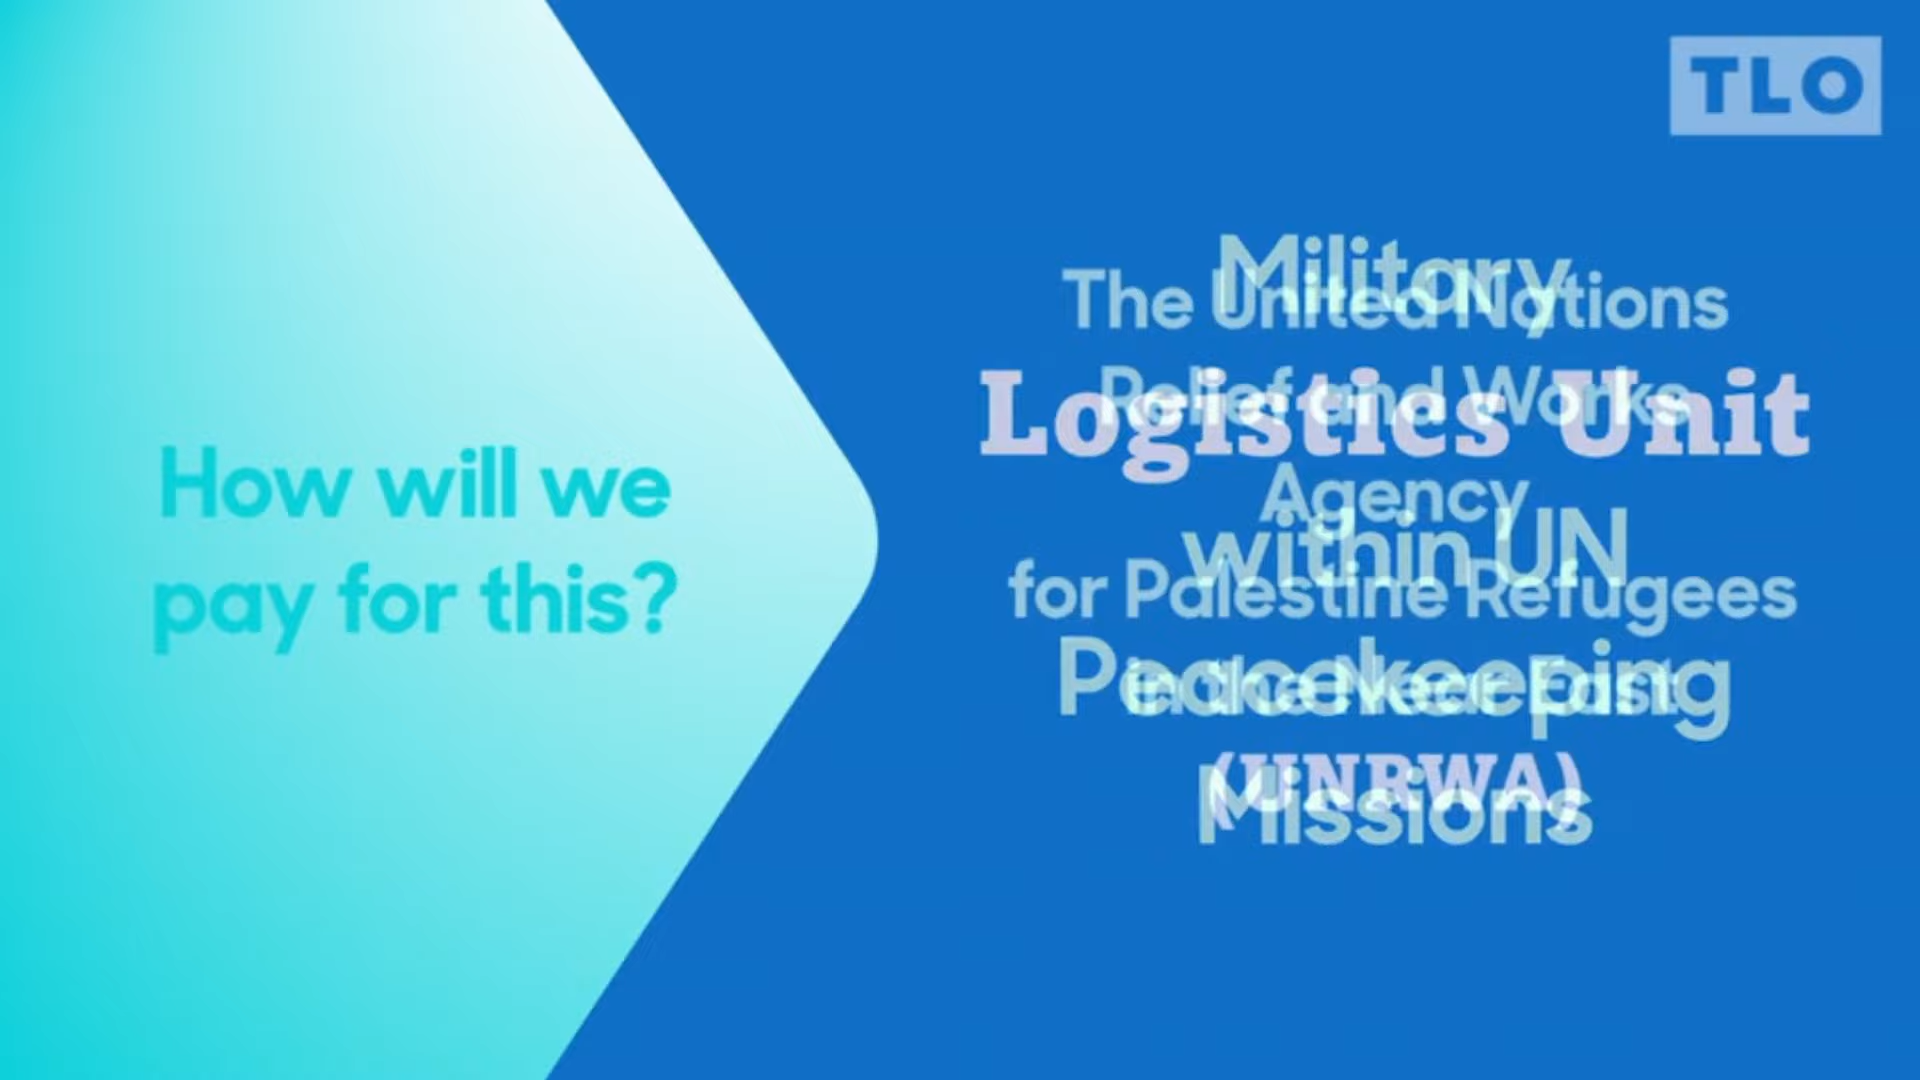 TLO
How will we
pay for this?
Military
Logistics Unit
within UN
Peacekeeping
Missions
The United Nations
Relief and Works
Agency
for Palestine Refugees
in the Near East
(UNRWA)